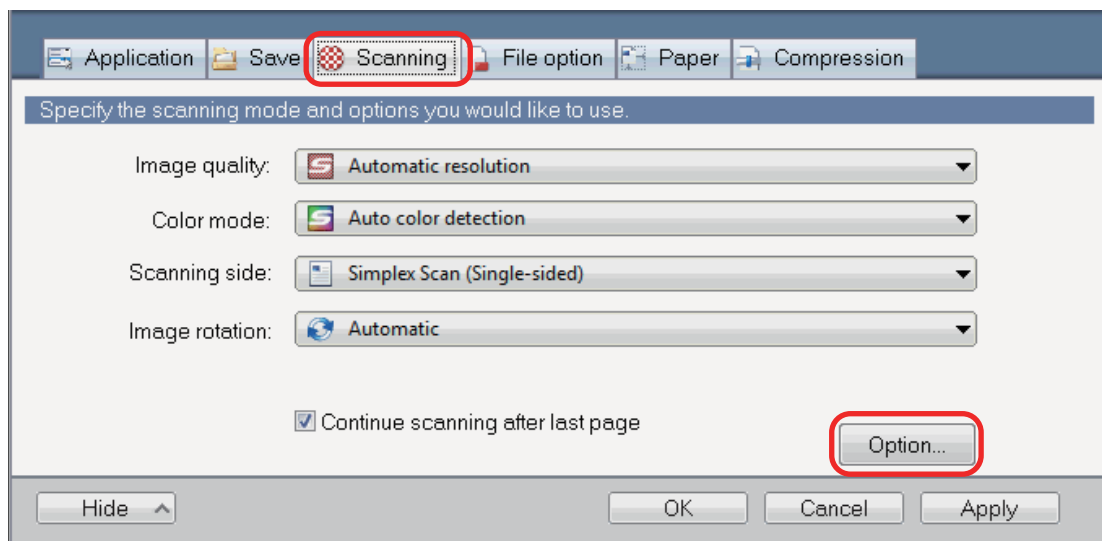 Application Save Scanning File option Paper Compression
Specify the scanning mode and options you would like to use.
Image quality: Automatic resolution
Color mode: Auto color detection
Scanning side: Simplex Scan (Single-sided)
Image rotation: Automatic
Continue scanning after last page
Option...
Hide OK Cancel Apply